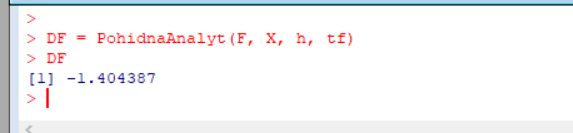 >
> DF = PohidnaAnalyt(F, X, h, tf)
> DF
[1] -1.404387
>